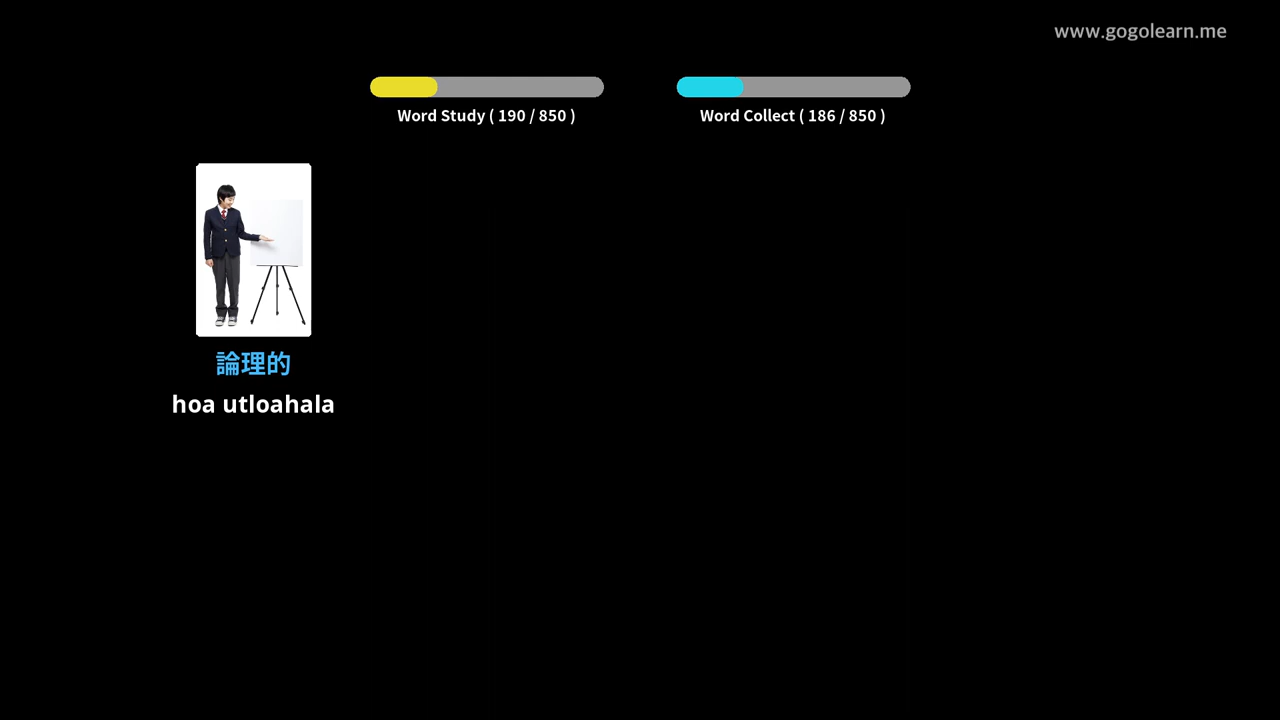 www.gogolearn.me
Word Study ( 190 / 850 )
Word Collect ( 186 / 850 )
論理的
hoa utloahala